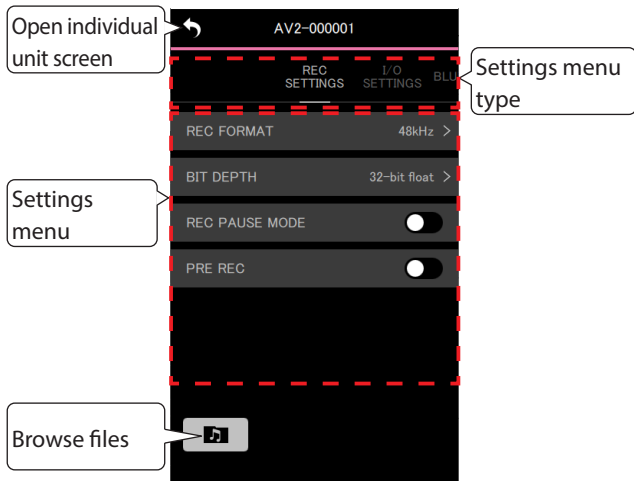 Open individual
unit screen
AV2-000001
REC
SETTINGS
I/O
SETTINGS
BLU
Settings menu
type
REC FORMAT 48kHz >
BIT DEPTH 32-bit float >
Settings
menu
REC PAUSE MODE
PRE REC
Browse files